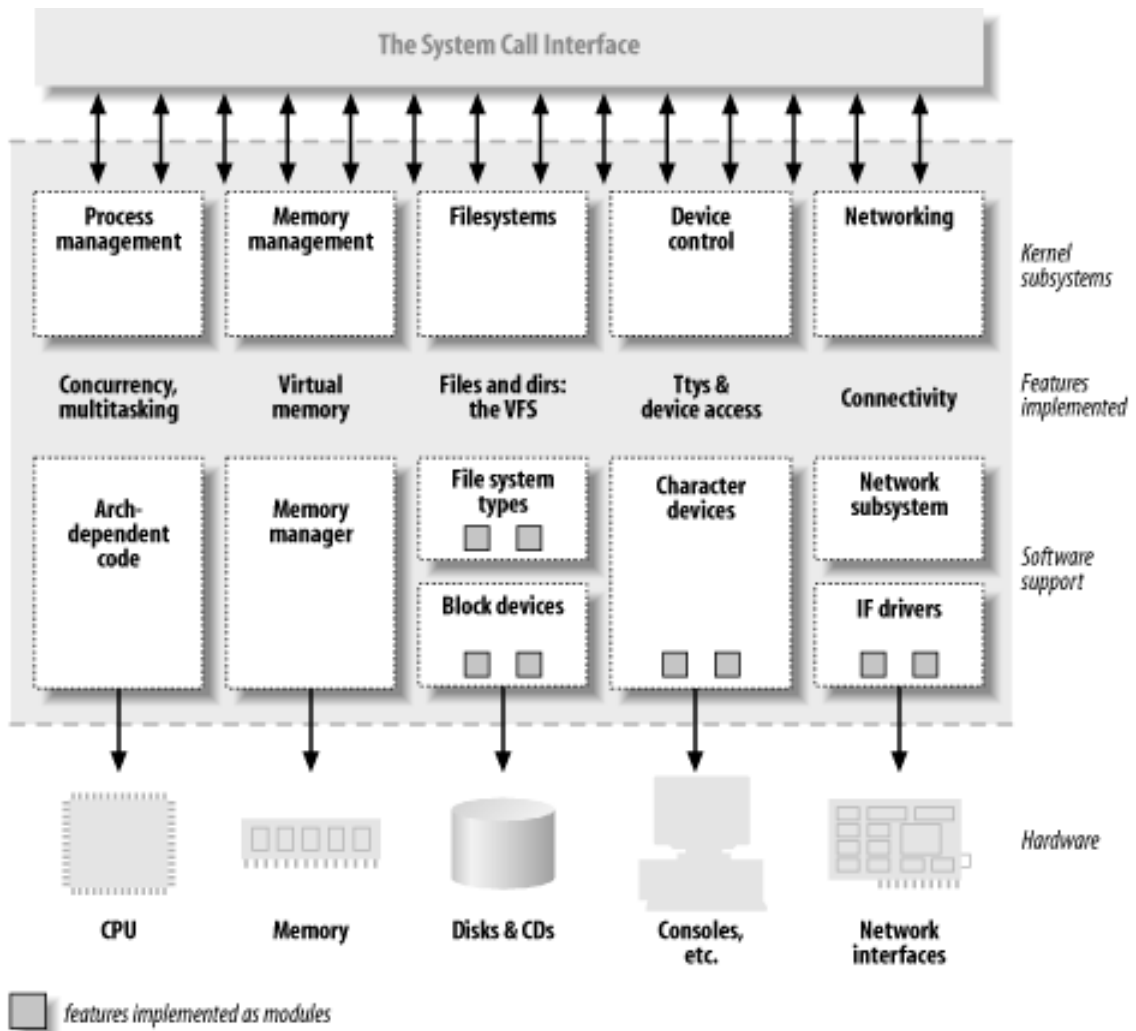 The System Call Interface
Process
management
Memory
management
Filesystems
Device
control
Networking
Kernel
subsystems
Concurrency,
multitasking
Virtual
memory
Files and dirs:
the VFS
Ttys &
device access
Connectivity
Features
implemented
Arch-
dependent
code
Memory
manager
File system
types
Block devices
Character
devices
Network
subsystem
IF drivers
Software
support
CPU
Memory
Disks & CDs
Consoles,
etc.
Network
interfaces
Hardware
features implemented as modules